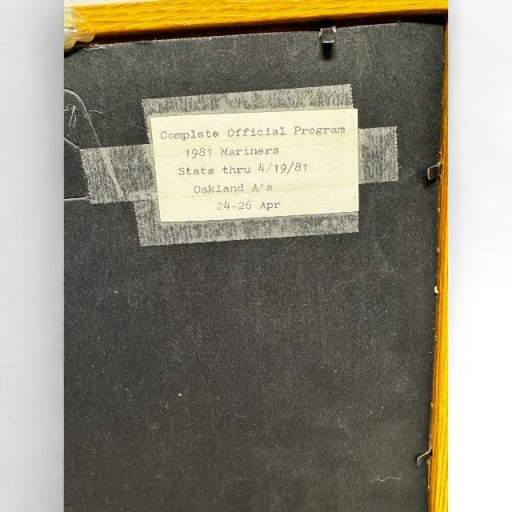 Complete Official Program
1981 Mariners
Stats thru 4/19/81
Oakland A's
24-26 Apr